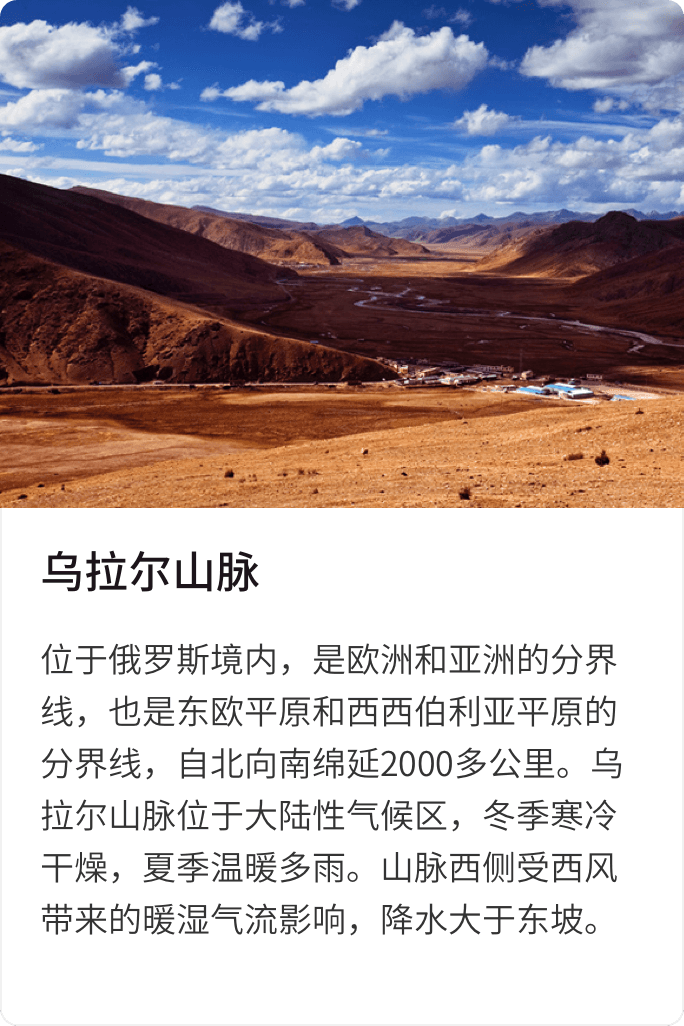 乌拉尔山脉
位于俄罗斯境内，是欧洲和亚洲的分界
线，也是东欧平原和西西伯利亚平原的
分界线，自北向南绵延2000多公里。乌
拉尔山脉位于大陆性气候区，冬季寒冷
干燥，夏季温暖多雨。山脉西侧受西风
带来的暖湿气流影响，降水大于东坡。